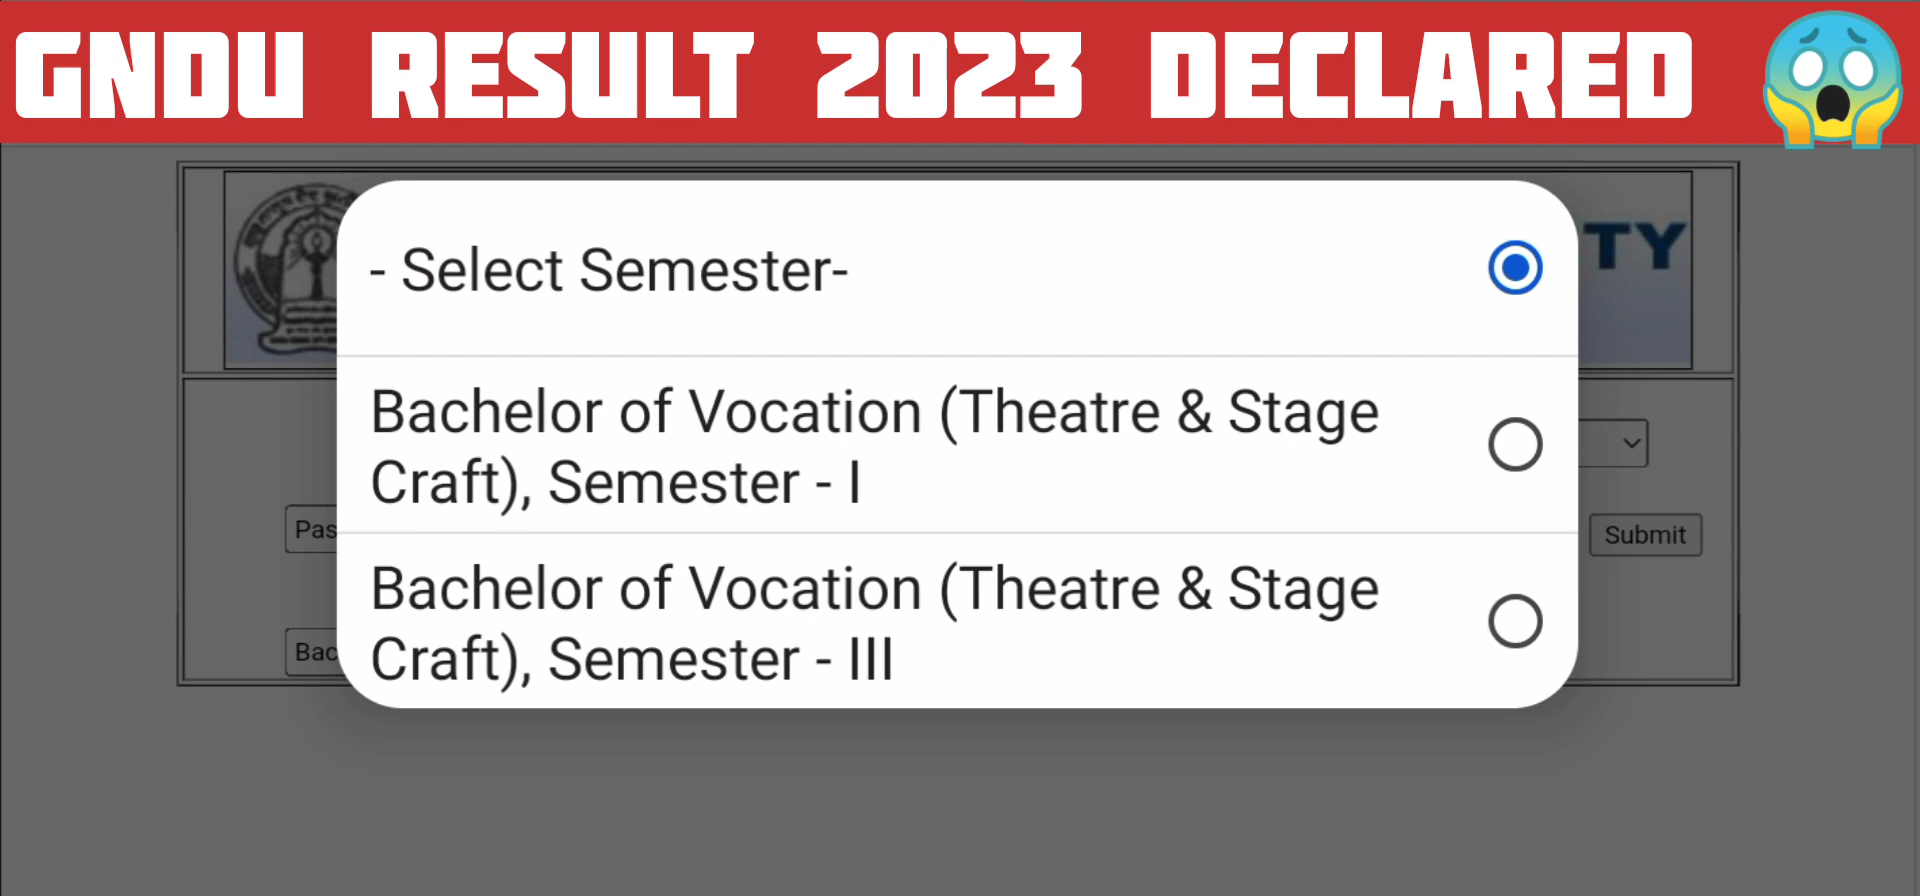 GNDU RESULT 2023 DECLARED
TY
- Select Semester-
Bachelor of Vocation (Theatre & Stage
Craft), Semester - I
Pas
Submit
Bachelor of Vocation (Theatre & Stage
Craft), Semester - III
Bac